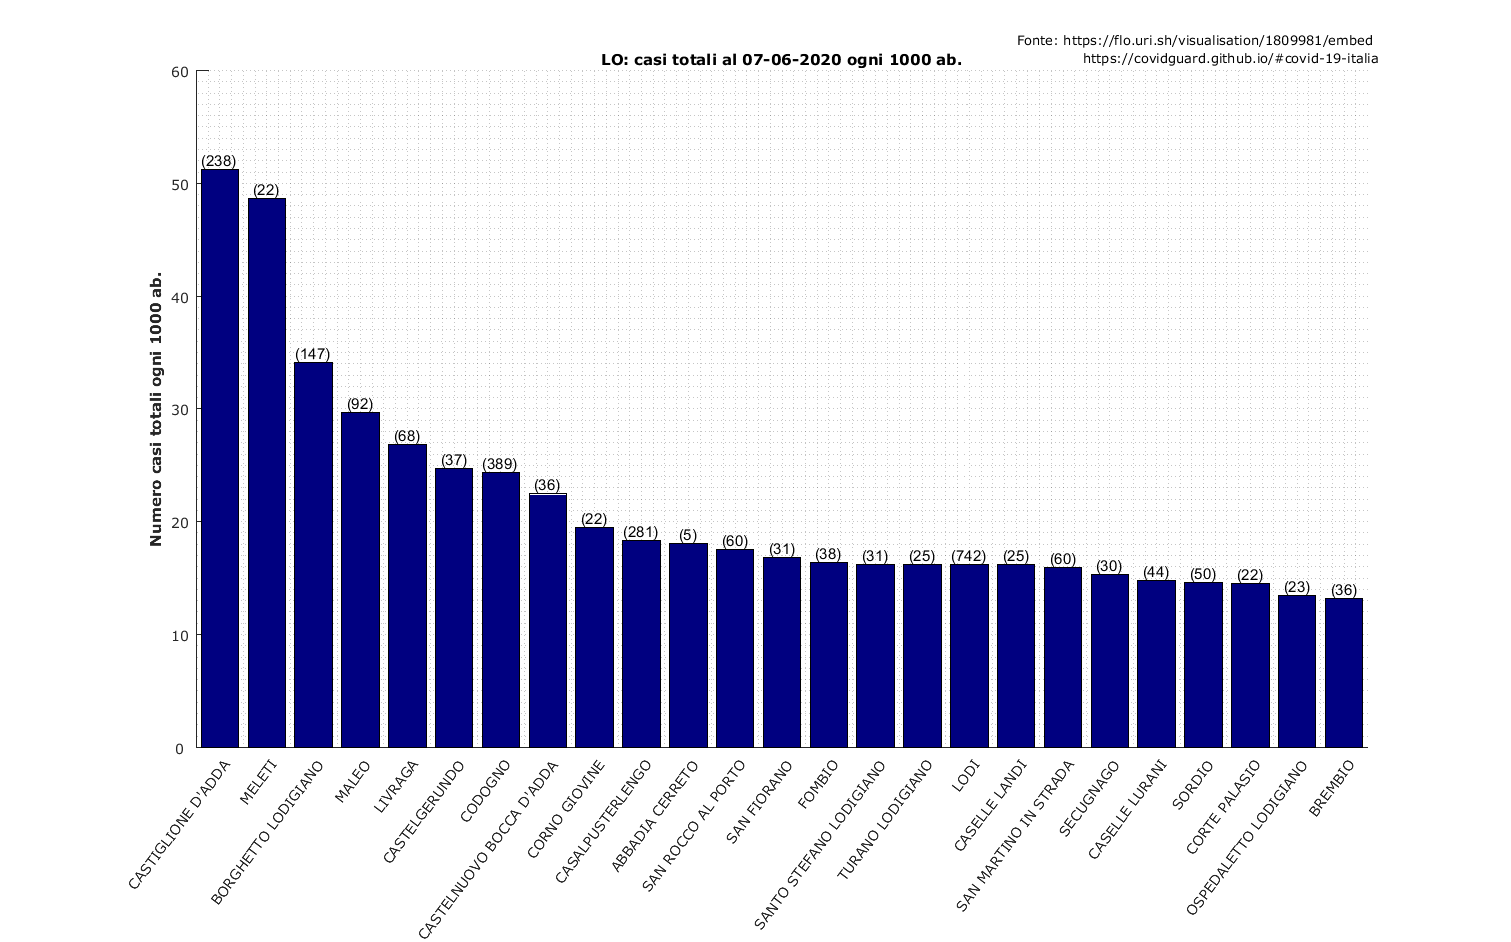 Fonte: https://flo.uri.sh/visualisation/1809981/embed
https://covidguard.github.io/#covid-19-italia
LO: casi totali al 07-06-2020 ogni 1000 ab.
Numero casi totali ogni 1000 ab.
60
50
40
30
20
10
0
(238)
(22)
(147)
(92)
(68)
(37)
(389)
(36)
(22)
(281)
(5)
(60)
(31)
(38)
(31)
(25)
(742)
(25)
(60)
(30)
(44)
(50)
(22)
(23)
(36)
CASTIGLIONE D'ADDA
MELETI
BORGHETTO LODIGIANO
MALEO
LIVRAGA
CASTELGERUNDO
CODOGNO
CASTELNUOVO BOCCA D'ADDA
CORNO GIOVINE
CASALPUSTERLENGO
ABBADIA CERRETO
SAN ROCCO AL PORTO
SAN FIORANO
FOMBIO
SANTO STEFANO LODIGIANO
TURANO LODIGIANO
LODI
CASELLE LANDI
SAN MARTINO IN STRADA
SECUGNAGO
CASELLE LURANI
SORDIO
CORTE PALASIO
OSPEDALETTO LODIGIANO
BREMBIO